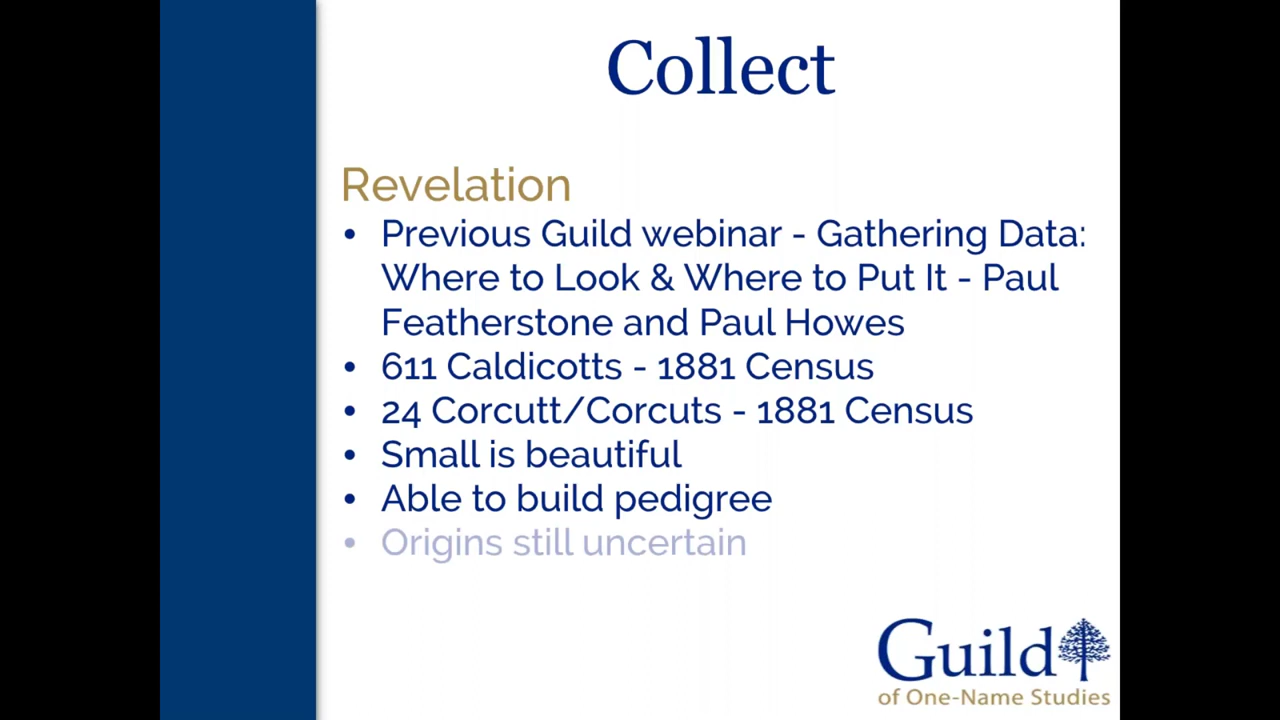 Collect
Revelation
• Previous Guild webinar - Gathering Data:
Where to Look & Where to Put It - Paul
Featherstone and Paul Howes
• 611 Caldicotts - 1881 Census
• 24 Corcutt/Corcuts - 1881 Census
• Small is beautiful
• Able to build pedigree
• Origins still uncertain
Guild
of One-Name Studies